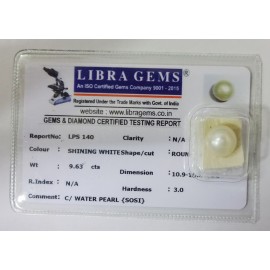 LIBRA GEMS®
An ISO Certified Gems Company 9001 - 2015
Registered Under the Trade Marks with Govt. of India
website : www.libragems.co.in
GEMS & DIAMOND CERTIFIED TESTING REPORT
ReportNo: LPS 140 Clarity : N/A
Colour : SHINING WHITE Shape/cut : ROUN
Wt : 9.63 cts Dimension : 10.9-
R.Index : N/A Hardness : 3.0
Comment : C/ WATER PEARL (SOSI)